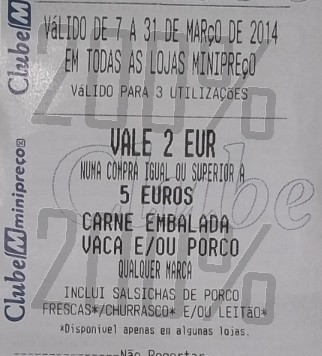 VÁLIDO DE 7 A 31 DE MARÇO DE 2014
EM TODAS AS LOJAS MINIPREÇO
VÁLIDO PARA 3 UTILIZAÇÕES
VALE 2 EUR
NUMA COMPRA IGUAL OU SUPERIOR A
5 EUROS
CARNE EMBALADA
VACA E/OU PORCO
QUALQUER MARCA
INCLUI SALSICHAS DE PORCO
FRESCAS*/CHURRASCO* E/OU LEITÃO*
*Disponível apenas em algumas lojas.
Clube M
Clube M minipreço
Clube